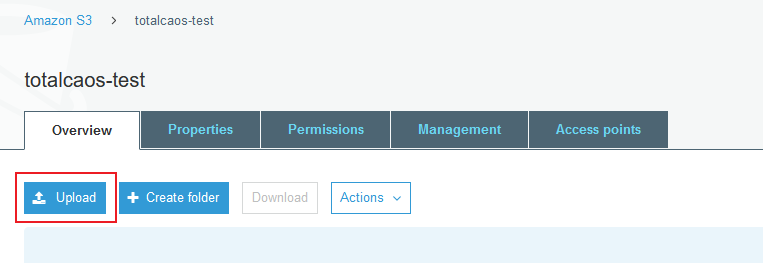 Amazon S3 > totalcaos-test
totalcaos-test
Overview Properties Permissions Management Access points
Upload Create folder Download Actions